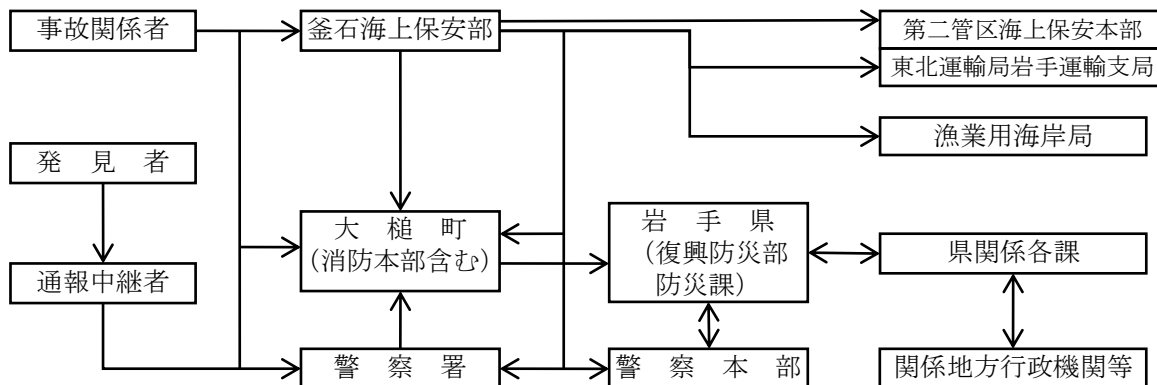 事故関係者
釜石海上保安部
第二管区海上保安本部
東北運輸局岩手運輸支局
漁業用海岸局
発見者
大槌町
(消防本部含む)
岩手県
(復興防災部
防災課)
県関係各課
通報中継者
警察署
警察本部
関係地方行政機関等